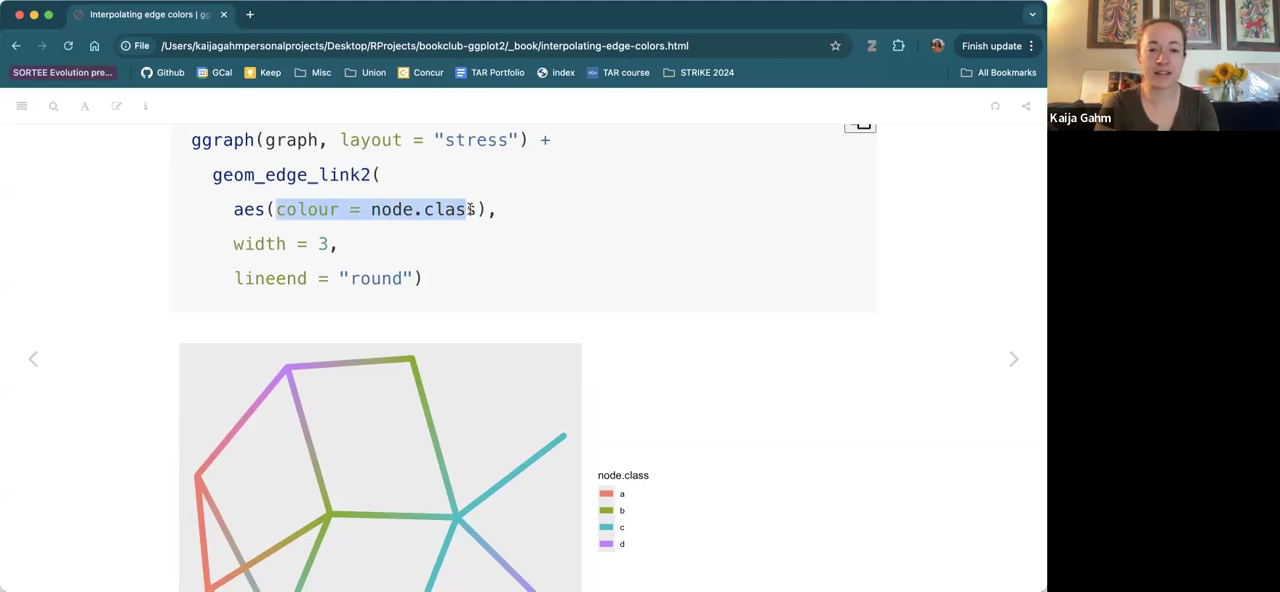 Interpolating edge colors | gg
File /Users/kaijagahmpersonalprojects/Desktop/RProjects/bookclub-ggplot2/_book/interpolating-edge-colors.html
Finish update
SORTEE Evolution pre... Github GCal Keep Misc Union Concur TAR Portfolio index TAR course STRIKE 2024 All Bookmarks
Kaija Gahm
ggraph(graph, layout = "stress") +
geom_edge_link2(
aes(colour = node.class),
width = 3,
lineend = "round")
node.class
a
b
c
d